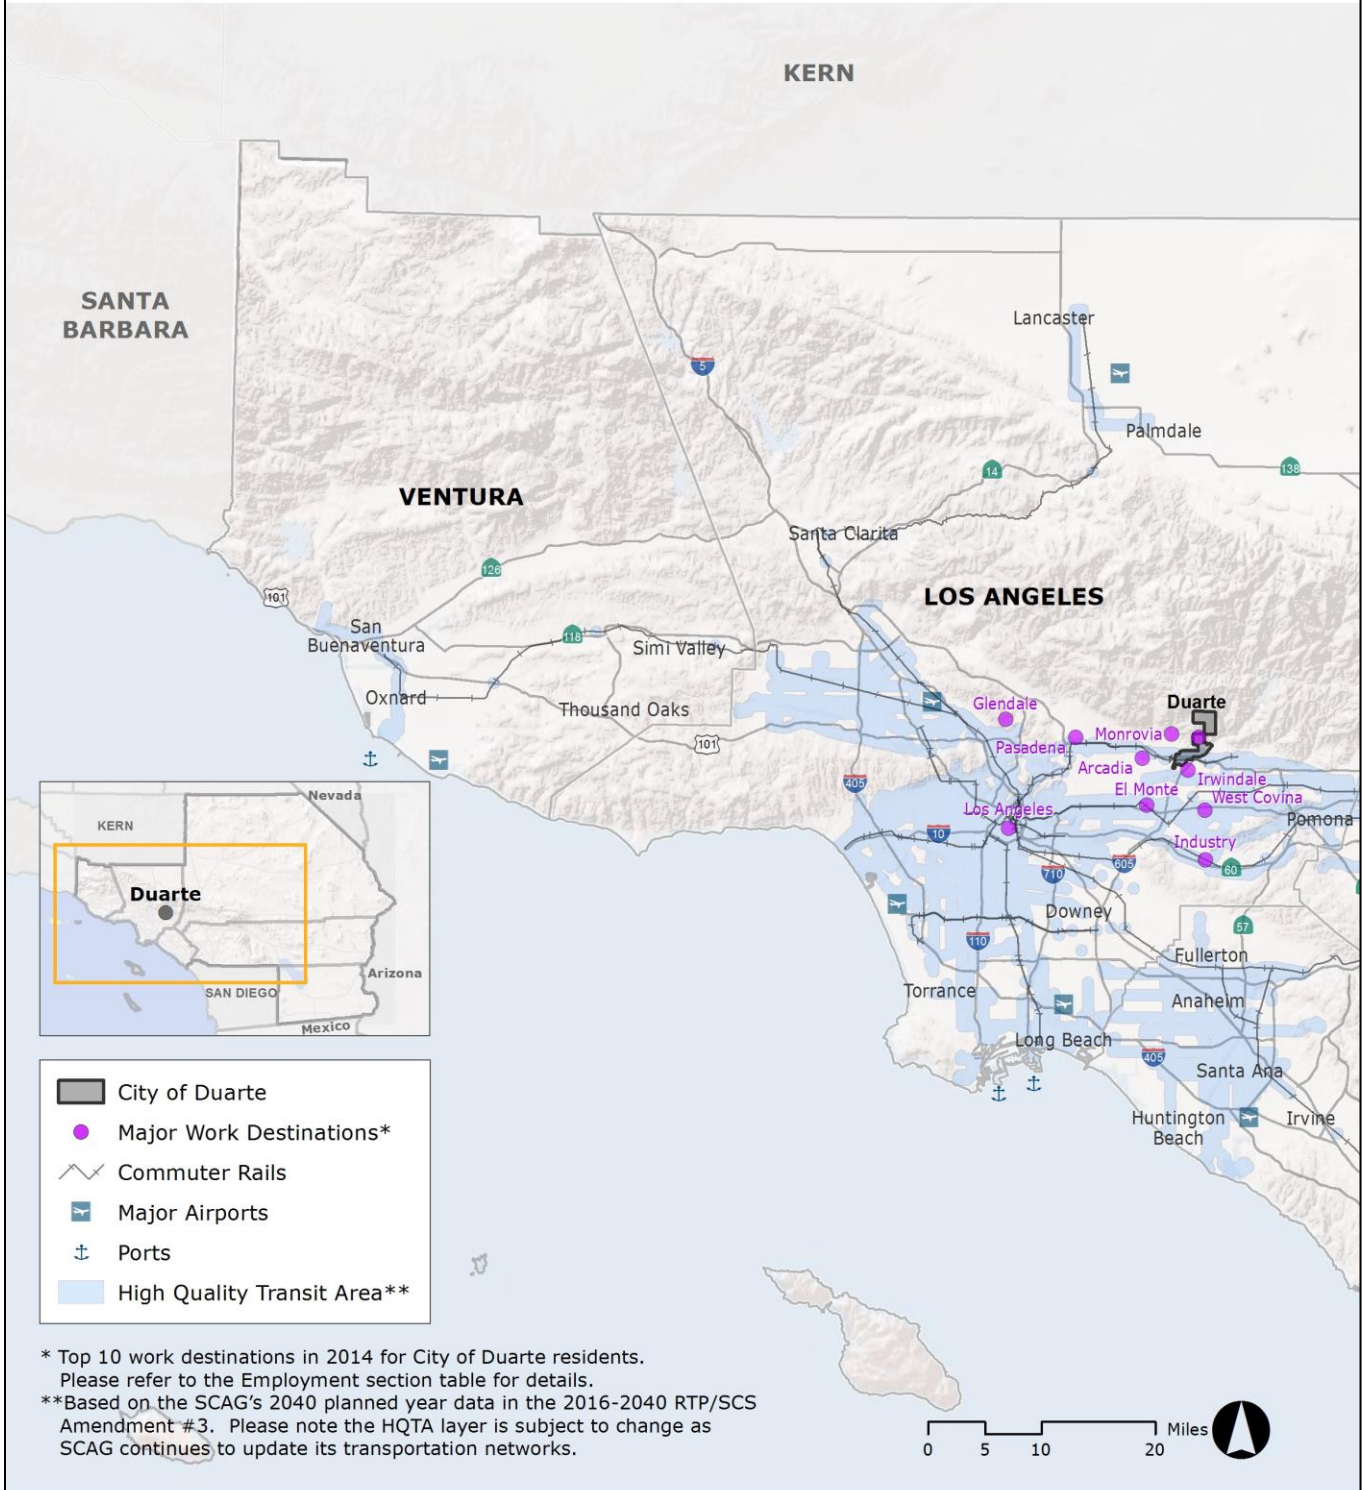 KERN
SANTA
BARBARA
Lancaster
5
Palmdale
14
138
VENTURA
Santa Clarita
126
LOS ANGELES
101
San
Buenaventura
118
Simi Valley
Oxnard
Thousand Oaks
101
Glendale
Duarte
Pasadena
Monrovia
Arcadia
Irwindale
El Monte
West Covina
405
Los Angeles
10
Pomona
Industry
605
60
710
Downey
57
110
Fullerton
Torrance
Anaheim
Long Beach
405
Santa Ana
Huntington
Beach
Irvine
Nevada
KERN
Duarte
Arizona
SAN DIEGO
Mexico
City of Duarte
Major Work Destinations*
Commuter Rails
Major Airports
Ports
High Quality Transit Area**
* Top 10 work destinations in 2014 for City of Duarte residents.
Please refer to the Employment section table for details.
**Based on the SCAG's 2040 planned year data in the 2016-2040 RTP/SCS
Amendment #3. Please note the HQTA layer is subject to change as
SCAG continues to update its transportation networks.
0 5 10 20 Miles